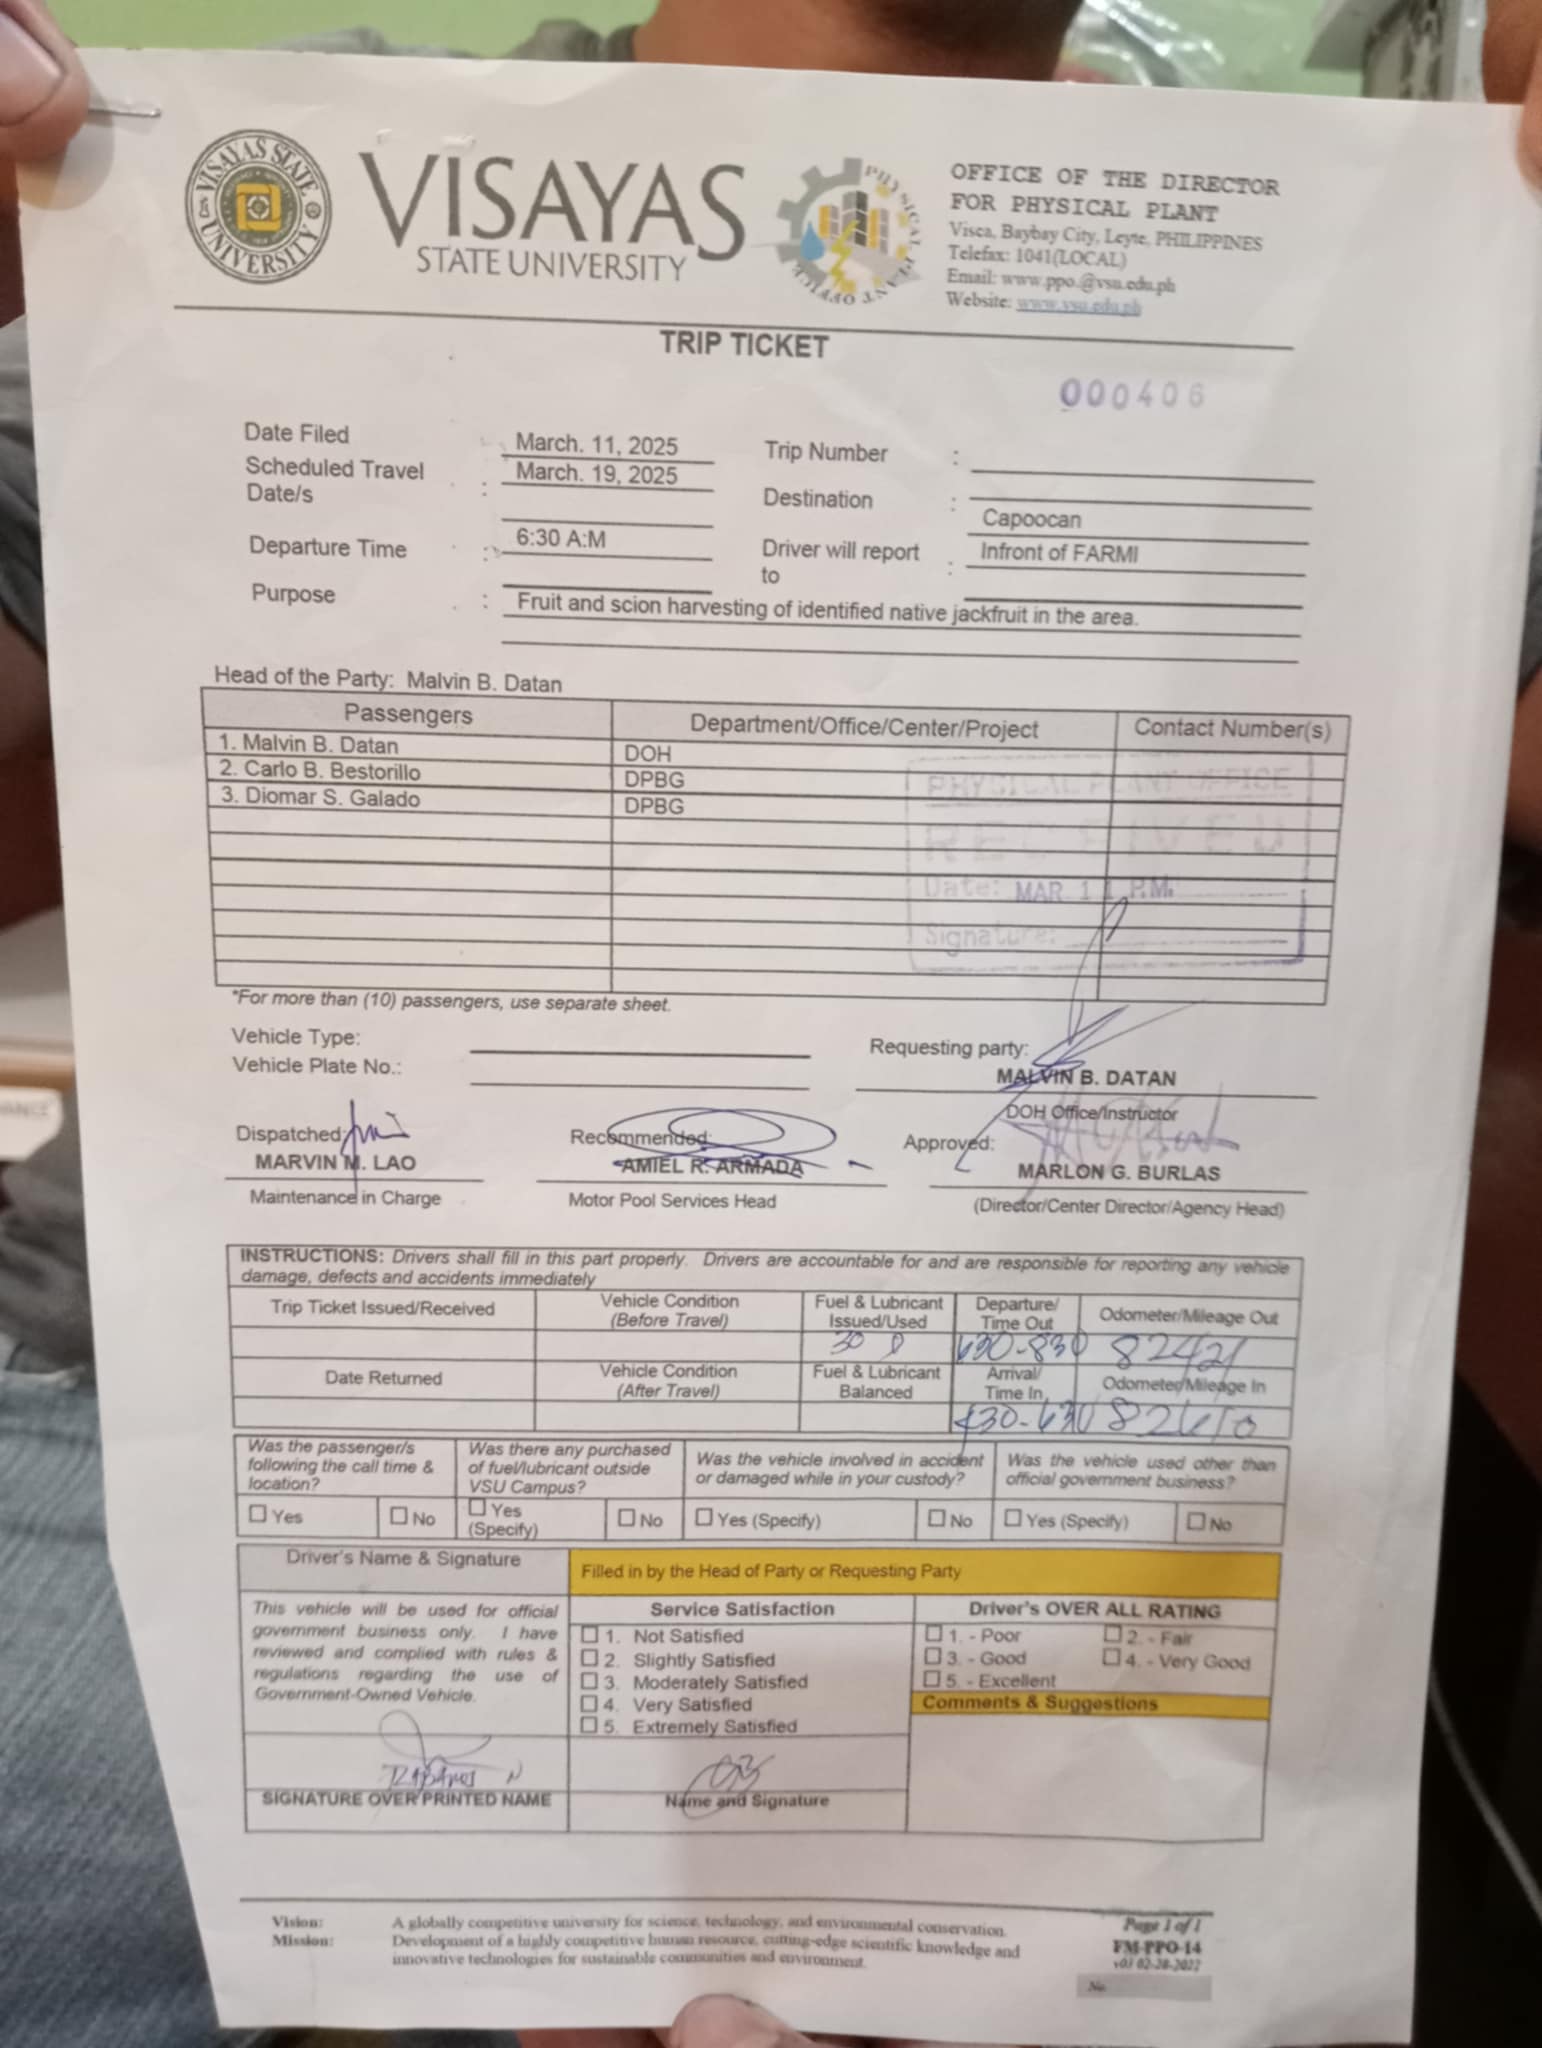 VISAYAS STATE UNIVERSITY
VISAYAS
STATE UNIVERSITY
PHYSICAL PLANT OFFICE
OFFICE OF THE DIRECTOR
FOR PHYSICAL PLANT
Visca, Baybay City, Leyte, PHILIPPINES
Telefax: 1041(LOCAL)
Email: www.ppo.@vsu.edu.ph
Website: www.vsu.edu.ph
TRIP TICKET
000406
Date Filed March. 11, 2025 Trip Number :
Scheduled Travel Date/s : March. 19, 2025 Destination : Capoocan
Departure Time : 6:30 A:M Driver will report to : Infront of FARMI
Purpose : Fruit and scion harvesting of identified native jackfruit in the area.
Head of the Party: Malvin B. Datan
Passengers Department/Office/Center/Project Contact Number(s)
1. Malvin B. Datan DOH
2. Carlo B. Bestorillo DPBG
3. Diomar S. Galado DPBG
PHYSICAL PLANT OFFICE
RECEIVED
Date: MAR. 11 P.M.
Signature:
*For more than (10) passengers, use separate sheet.
Vehicle Type:
Vehicle Plate No.:
Requesting party:
MALVIN B. DATAN
DOH Office/Instructor
Dispatched: Recommended: Approved:
MARVIN M. LAO AMIEL R. ARMADA MARLON G. BURLAS
Maintenance in Charge Motor Pool Services Head (Director/Center Director/Agency Head)
INSTRUCTIONS: Drivers shall fill in this part properly. Drivers are accountable for and are responsible for reporting any vehicle
damage, defects and accidents immediately
Trip Ticket Issued/Received Vehicle Condition (Before Travel) Fuel & Lubricant Issued/Used Departure/ Time Out Odometer/Mileage Out
30 630-830 82421
Date Returned Vehicle Condition (After Travel) Fuel & Lubricant Balanced Arrival/ Time In Odometer/Mileage In
430-630
Was the passenger/s following the call time & location? Was there any purchased of fuel/lubricant outside VSU Campus? Was the vehicle involved in accident or damaged while in your custody? Was the vehicle used other than official government business?
Yes No Yes (Specify) No Yes (Specify) No Yes (Specify) No
Driver's Name & Signature
Filled in by the Head of Party or Requesting Party
This vehicle will be used for official
government business only. I have
reviewed and complied with rules &
regulations regarding the use of
Government-Owned Vehicle.
Service Satisfaction
1. Not Satisfied
2. Slightly Satisfied
3. Moderately Satisfied
4. Very Satisfied
5. Extremely Satisfied
Driver's OVER ALL RATING
1. - Poor 2. - Fair
3. - Good 4. - Very Good
5. - Excellent
Comments & Suggestions
SIGNATURE OVER PRINTED NAME
Name and Signature
Vision: A globally competitive university for science, technology, and environmental conservation.
Mission: Development of a highly competitive human resource, cutting-edge scientific knowledge and
innovative technologies for sustainable communities and environment.
Page 1 of 1
FM-PPO-14
v03 02-28-2022
No.